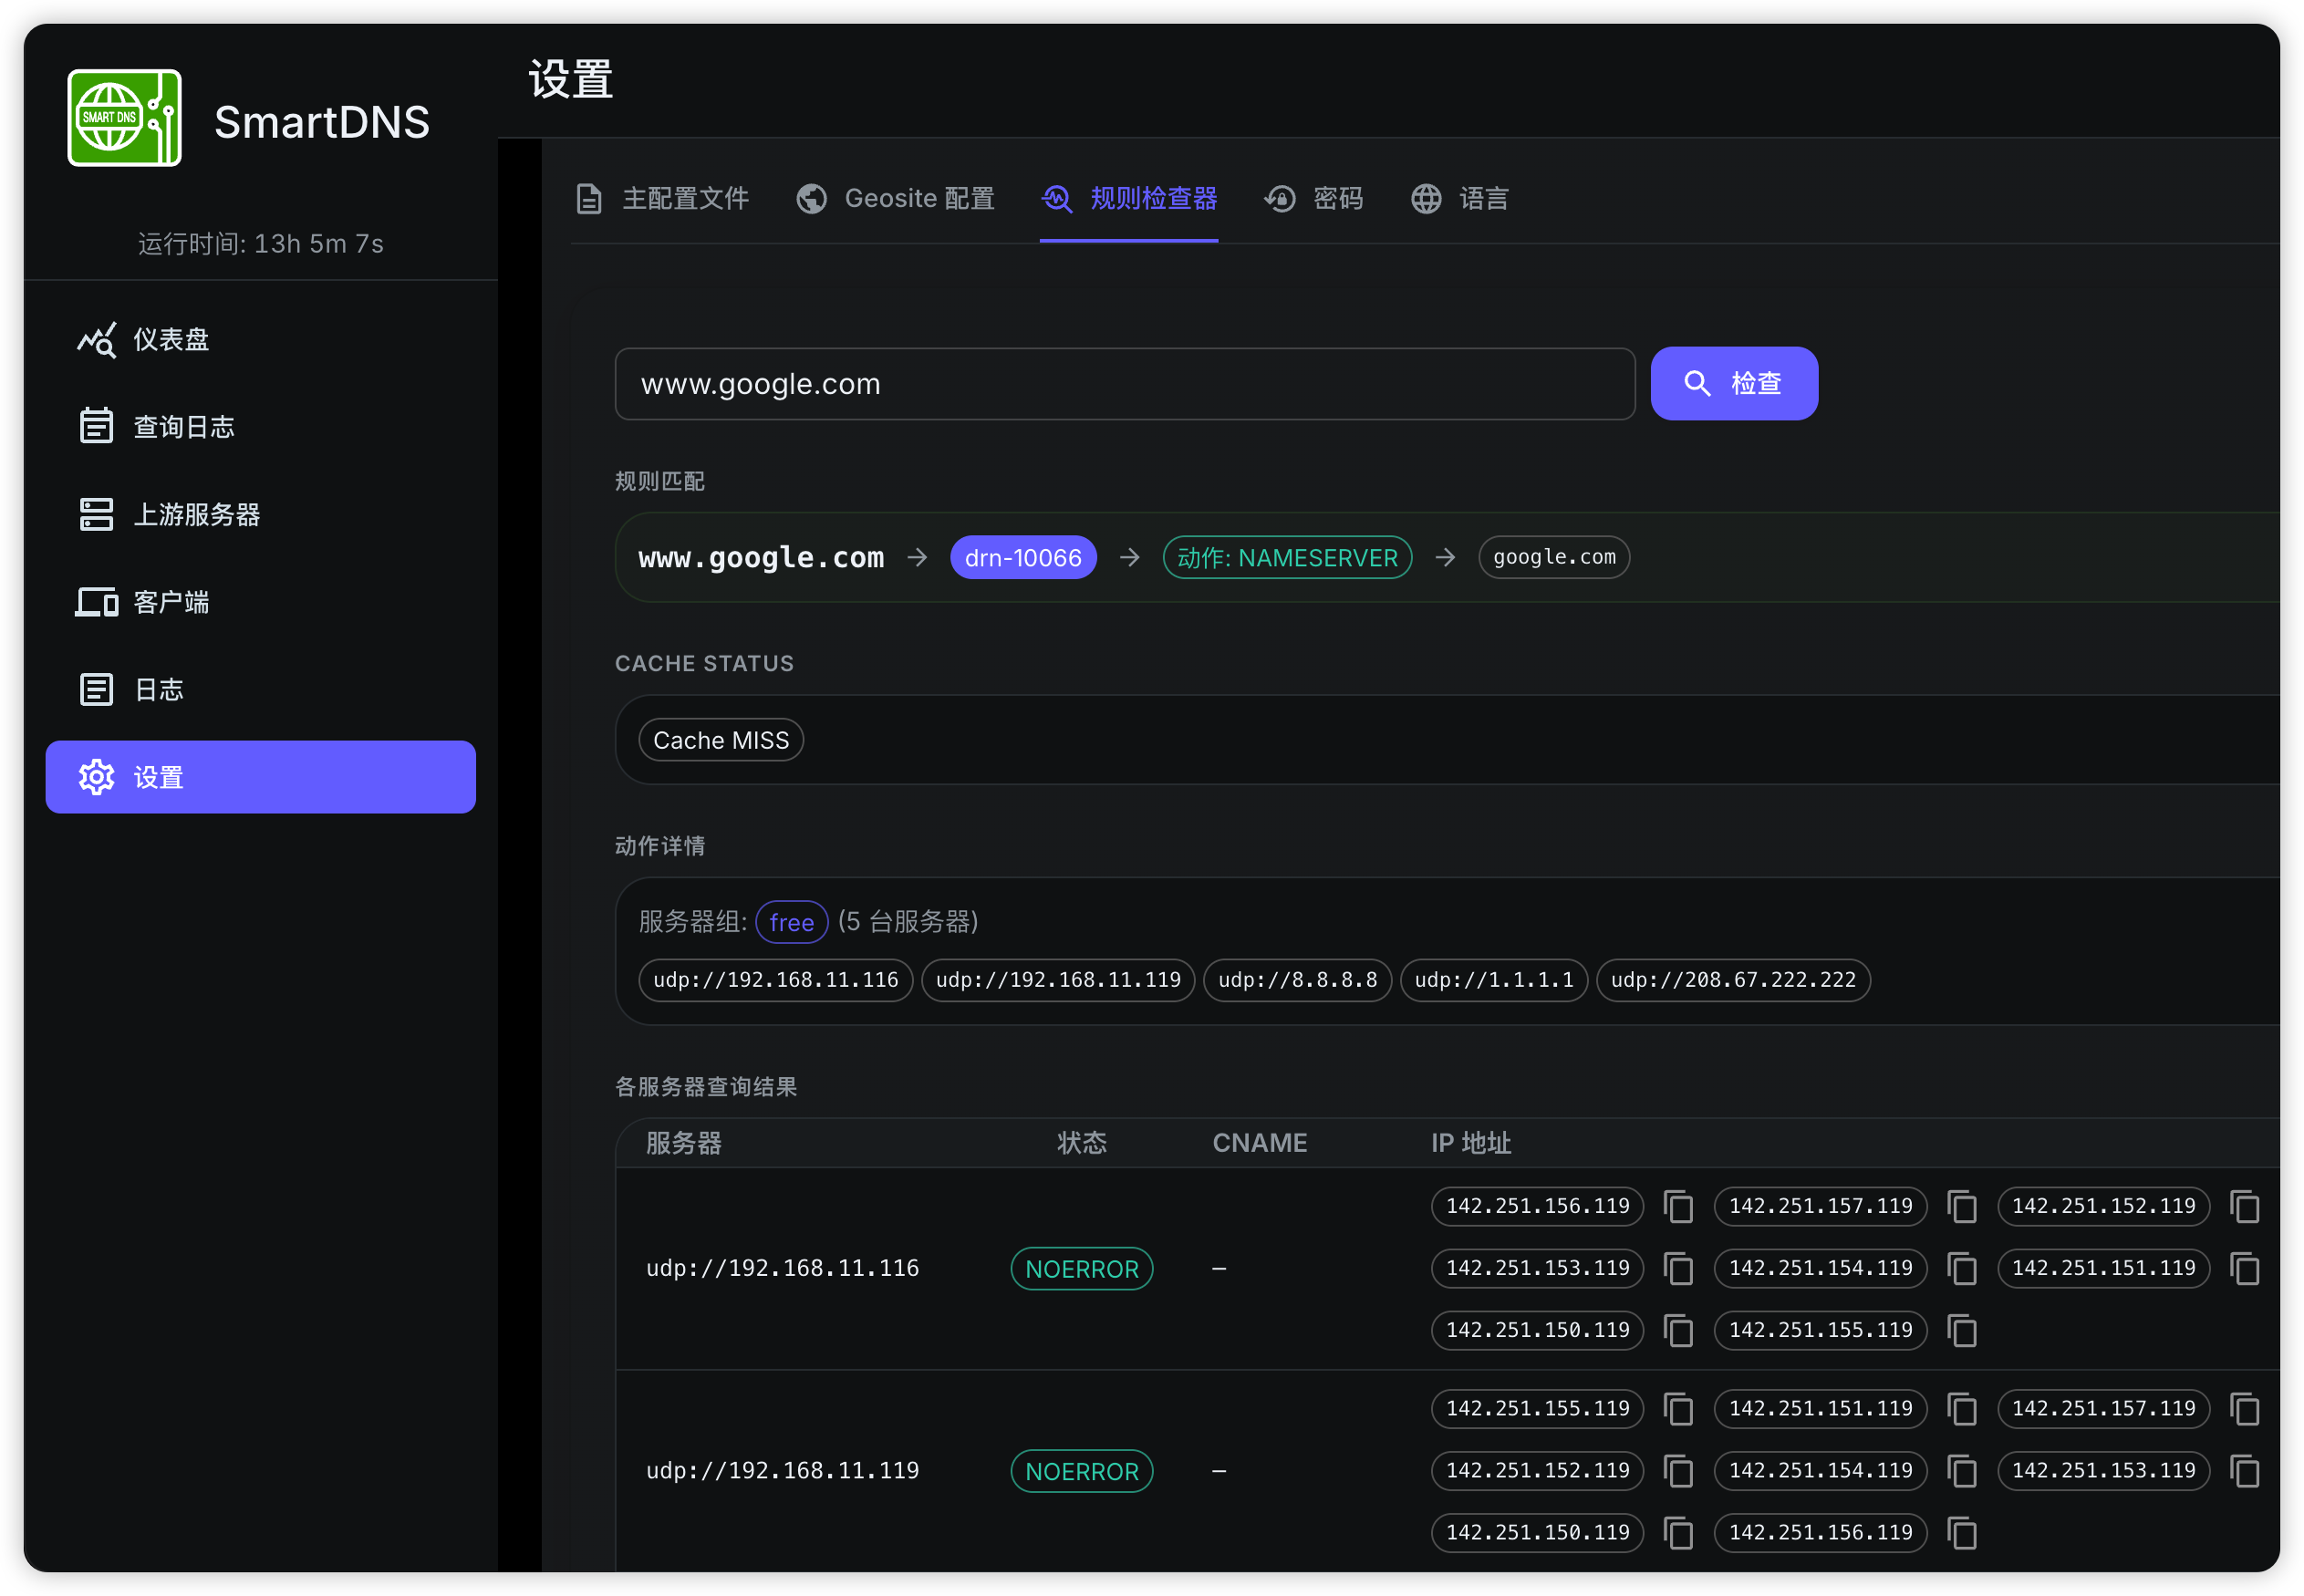 设置
SMART DNS
SmartDNS
运行时间: 13h 5m 7s
仪表盘
查询日志
上游服务器
客户端
日志
设置
主配置文件 Geosite 配置 规则检查器 密码 语言
www.google.com 检查
规则匹配
www.google.com → drn-10066 → 动作: NAMESERVER → google.com
CACHE STATUS
Cache MISS
动作详情
服务器组: free (5 台服务器)
udp://192.168.11.116 udp://192.168.11.119 udp://8.8.8.8 udp://1.1.1.1 udp://208.67.222.222
各服务器查询结果
服务器 状态 CNAME IP 地址
142.251.156.119 142.251.157.119 142.251.152.119
udp://192.168.11.116 NOERROR – 142.251.153.119 142.251.154.119 142.251.151.119
142.251.150.119 142.251.155.119
142.251.155.119 142.251.151.119 142.251.157.119
udp://192.168.11.119 NOERROR – 142.251.152.119 142.251.154.119 142.251.153.119
142.251.150.119 142.251.156.119